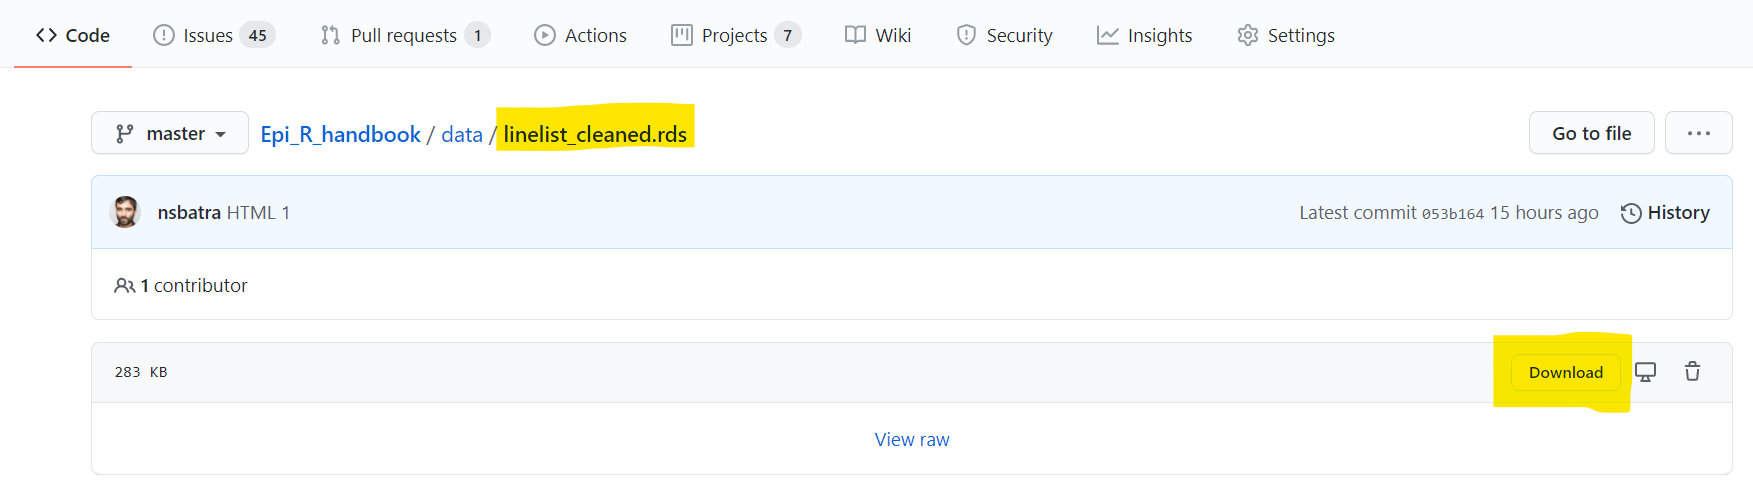 Code Issues 45 Pull requests 1 Actions Projects 7 Wiki Security Insights Settings
master Epi_R_handbook / data / linelist_cleaned.rds Go to file ...
nsbatra HTML 1 Latest commit 053b164 15 hours ago History
1 contributor
283 KB Download
View raw